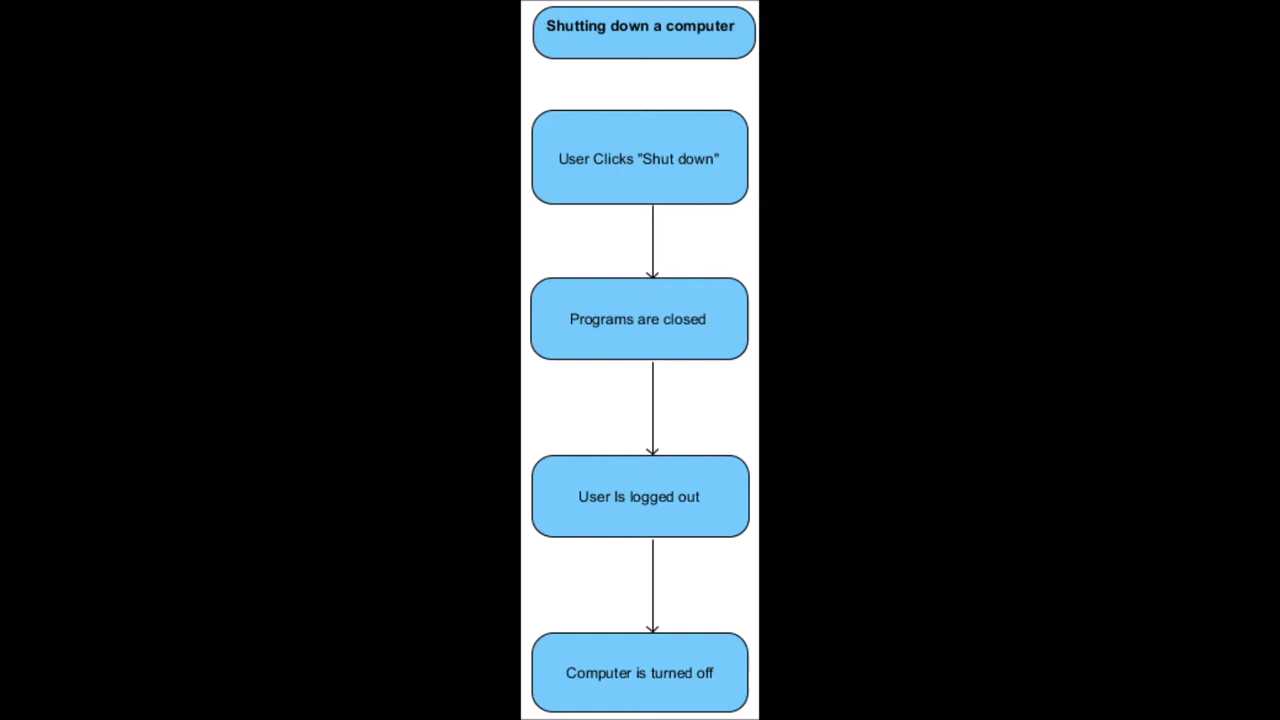 Shutting down a computer
User Clicks "Shut down"
Programs are closed
User Is logged out
Computer is turned off